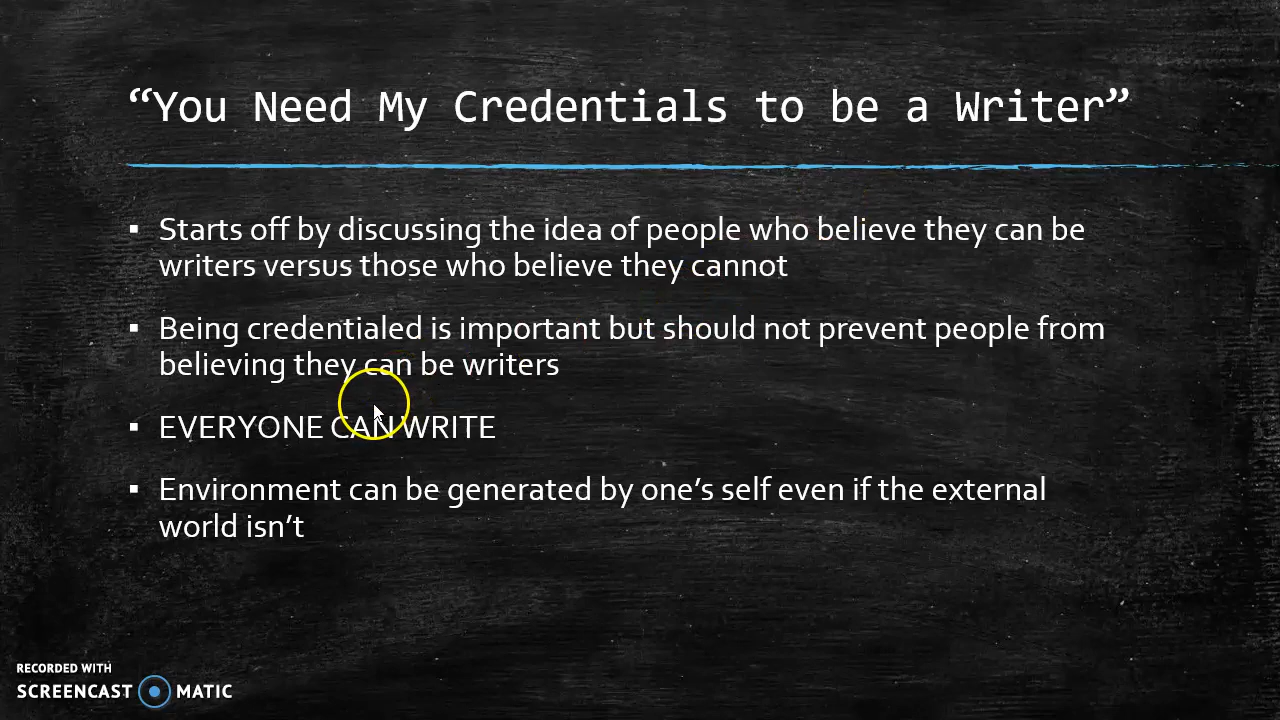 “You Need My Credentials to be a Writer”
▪ Starts off by discussing the idea of people who believe they can be
writers versus those who believe they cannot
▪ Being credentialed is important but should not prevent people from
believing they can be writers
▪ EVERYONE CAN WRITE
▪ Environment can be generated by one’s self even if the external
world isn’t
RECORDED WITH
SCREENCAST MATIC